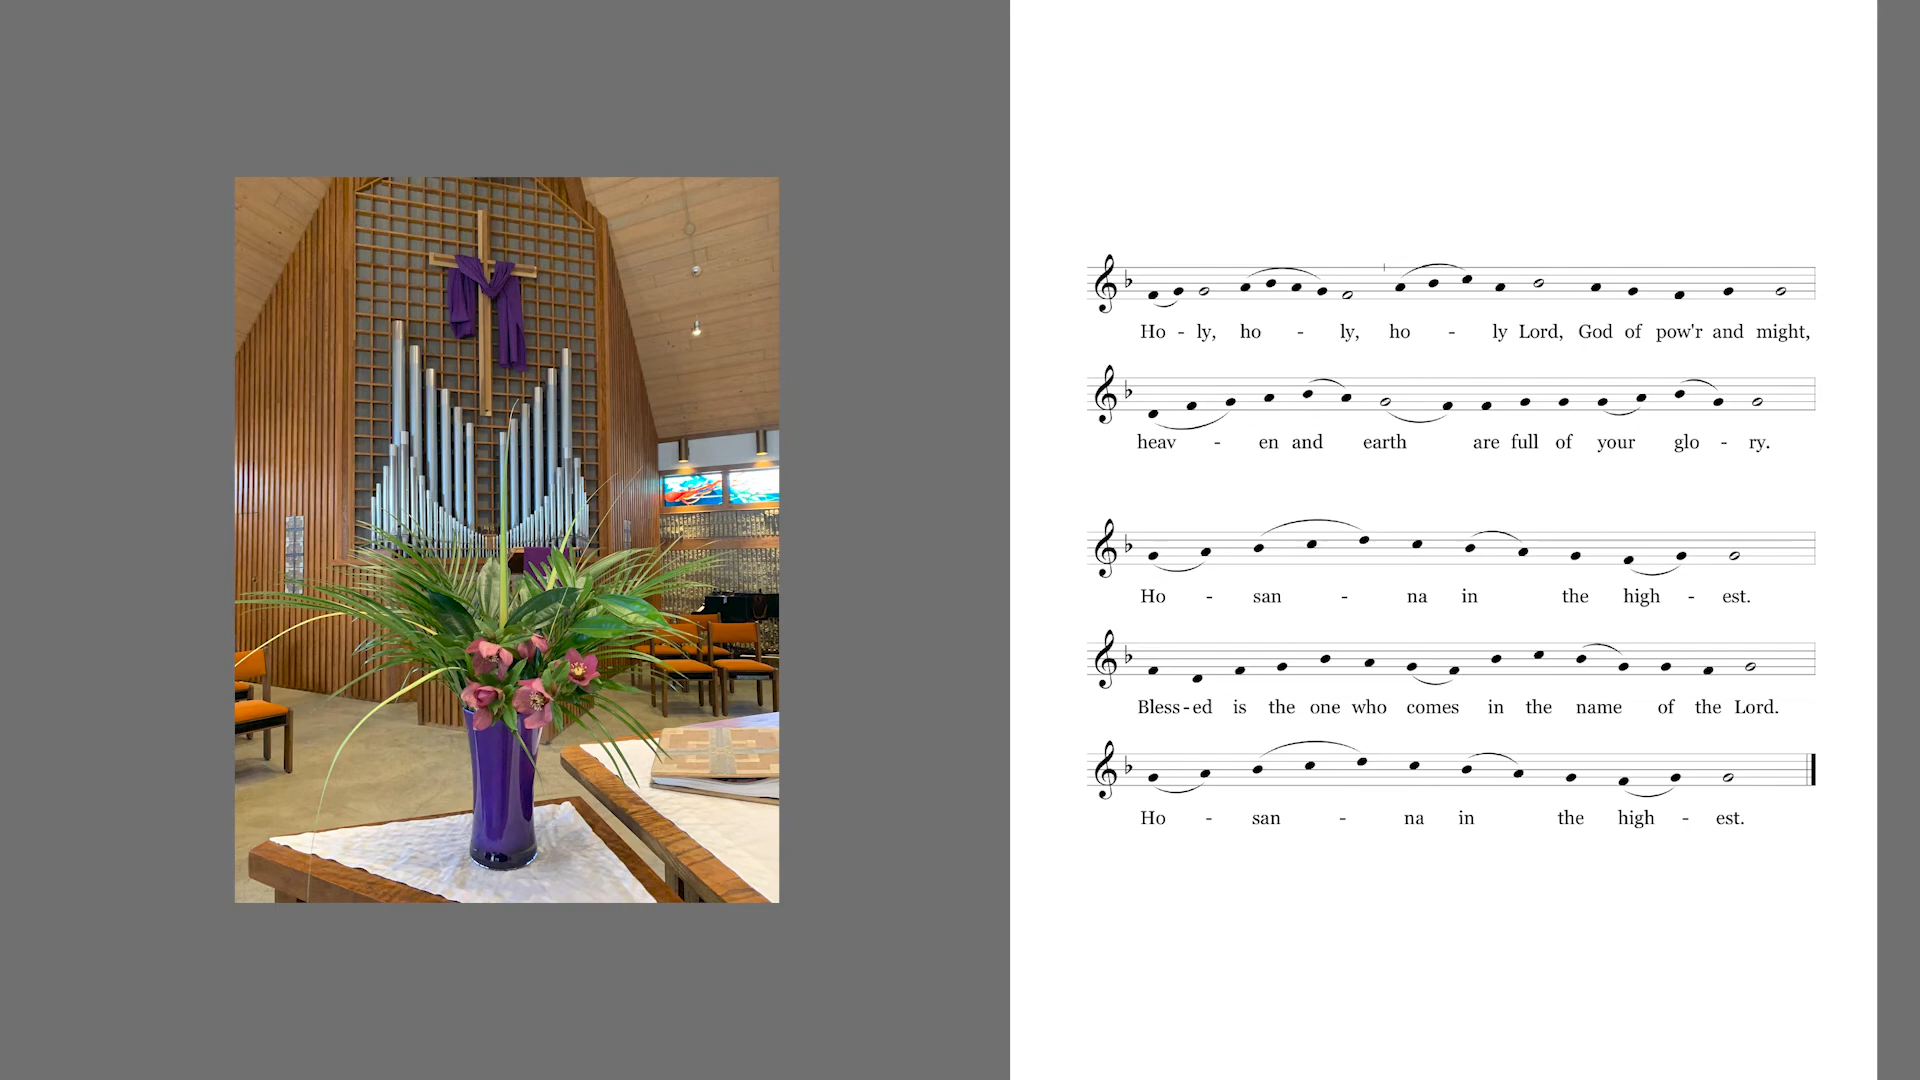 Ho - ly, ho - ly, ho - ly Lord, God of pow'r and might,
heav - en and earth are full of your glo - ry.
Ho - san - na in the high - est.
Bless - ed is the one who comes in the name of the Lord.
Ho - san - na in the high - est.